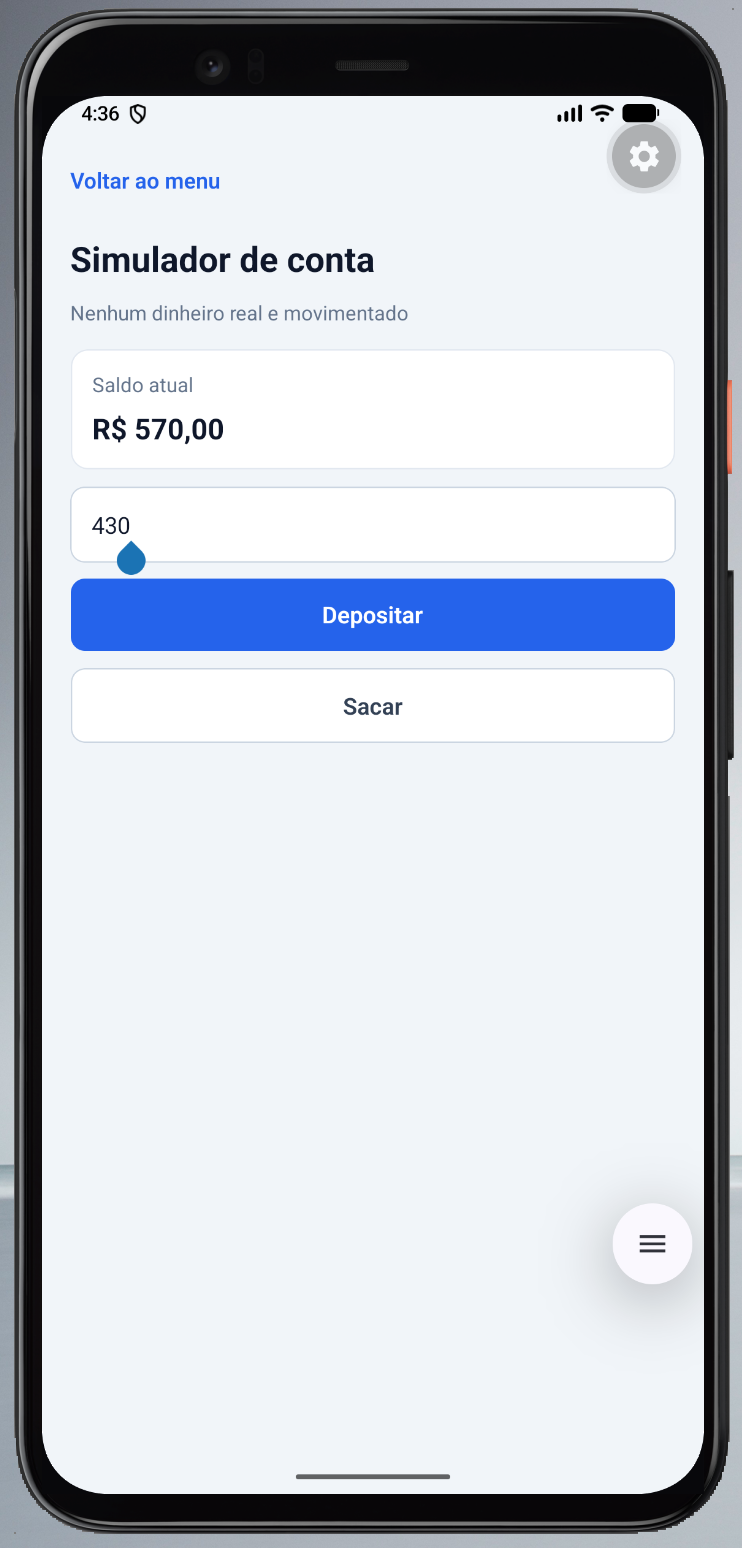 4:36
Voltar ao menu
Simulador de conta
Nenhum dinheiro real e movimentado
Saldo atual
R$ 570,00
430
Depositar
Sacar